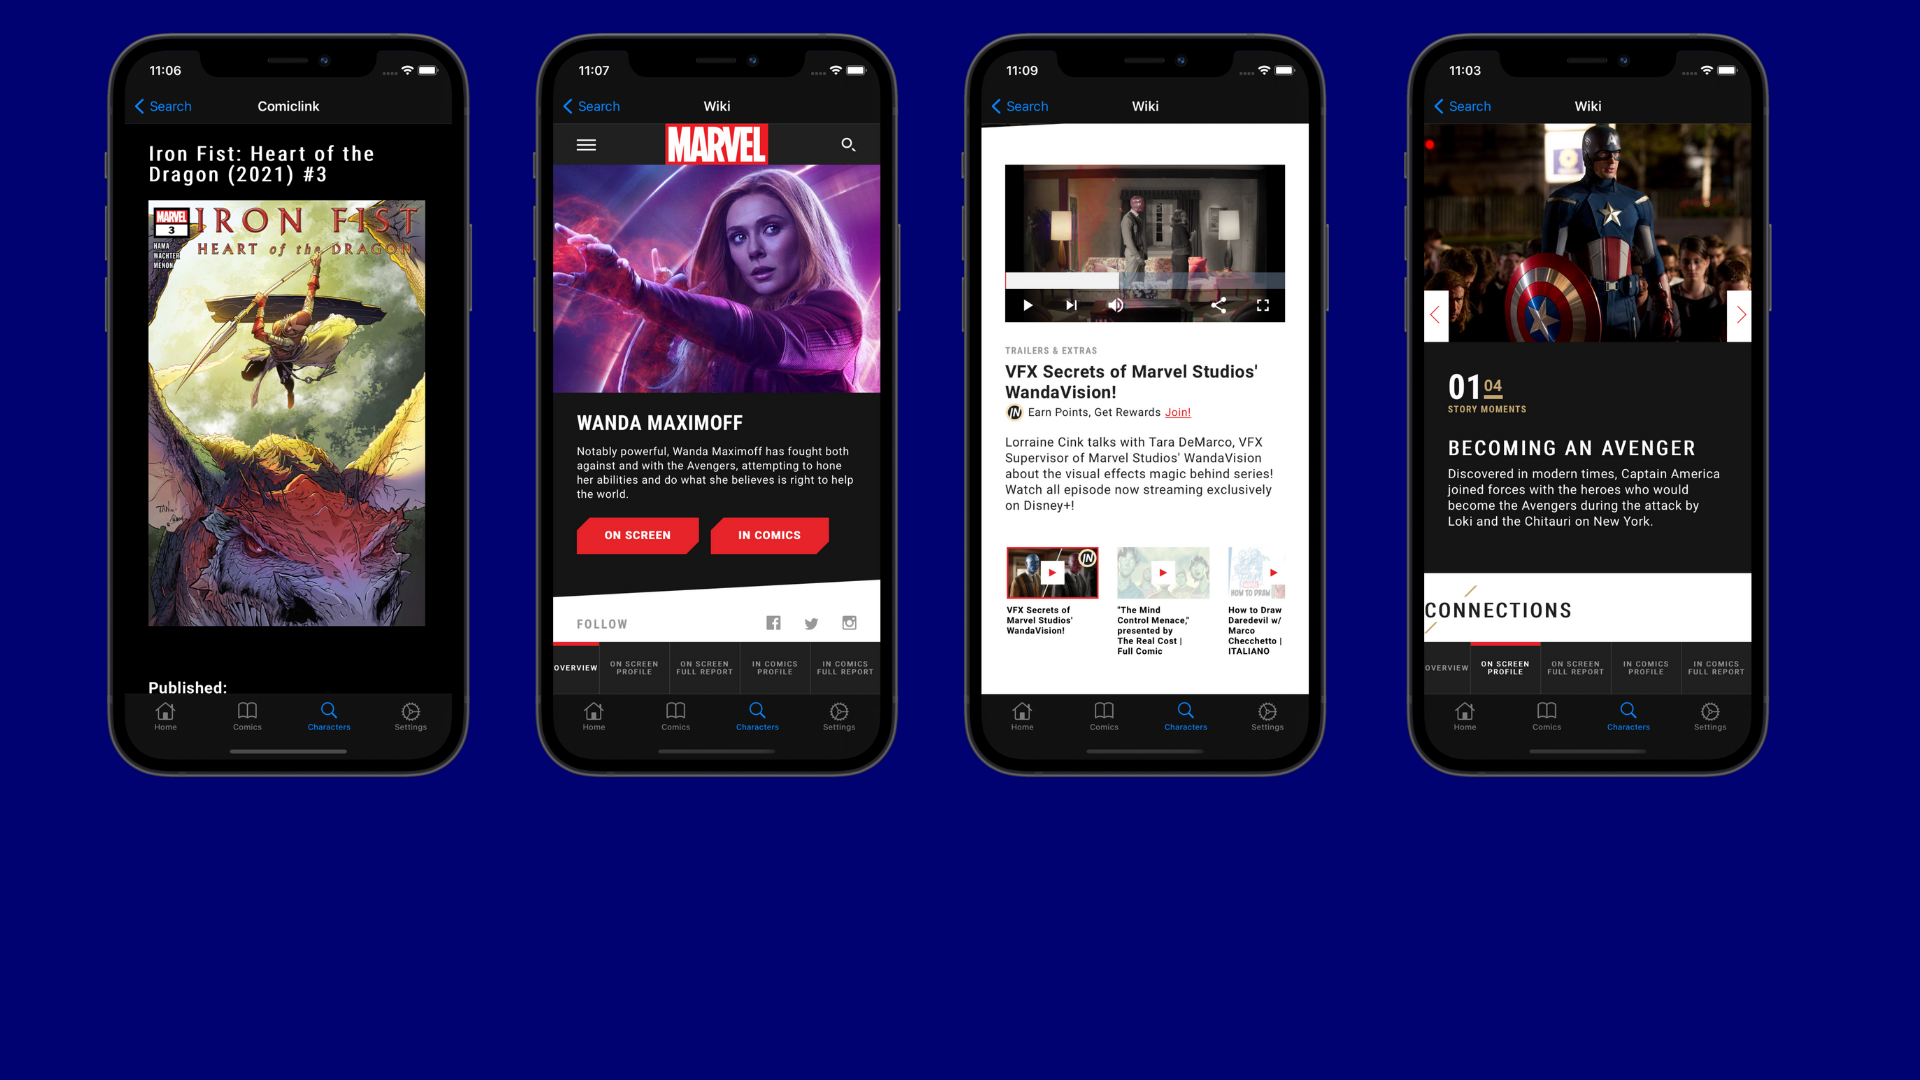 11:06
Search
Comiclink
Iron Fist: Heart of the
Dragon (2021) #3
MARVEL
3
IRON FIST
HEART of the DRAGON
HAMA
WACHTER
MENON
Published:
Home
Comics
Characters
Settings
11:07
Search
Wiki
MARVEL
WANDA MAXIMOFF
Notably powerful, Wanda Maximoff has fought both
against and with the Avengers, attempting to hone
her abilities and do what she believes is right to help
the world.
ON SCREEN
IN COMICS
FOLLOW
OVERVIEW
ON SCREEN
PROFILE
ON SCREEN
FULL REPORT
IN COMICS
PROFILE
IN COMICS
FULL REPORT
Home
Comics
Characters
Settings
11:09
Search
Wiki
TRAILERS & EXTRAS
VFX Secrets of Marvel Studios'
WandaVision!
IN
Earn Points, Get Rewards Join!
Lorraine Cink talks with Tara DeMarco, VFX
Supervisor of Marvel Studios' WandaVision
about the visual effects magic behind series!
Watch all episode now streaming exclusively
on Disney+!
IN
HOW TO DRAW
VFX Secrets of
Marvel Studios'
WandaVision!
"The Mind
Control Menace,"
presented by
The Real Cost |
Full Comic
How to Draw
Daredevil w/
Marco
Checchetto |
ITALIANO
Home
Comics
Characters
Settings
11:03
Search
Wiki
01 04
STORY MOMENTS
BECOMING AN AVENGER
Discovered in modern times, Captain America
joined forces with the heroes who would
become the Avengers during the attack by
Loki and the Chitauri on New York.
CONNECTIONS
OVERVIEW
ON SCREEN
PROFILE
ON SCREEN
FULL REPORT
IN COMICS
PROFILE
IN COMICS
FULL REPORT
Home
Comics
Characters
Settings